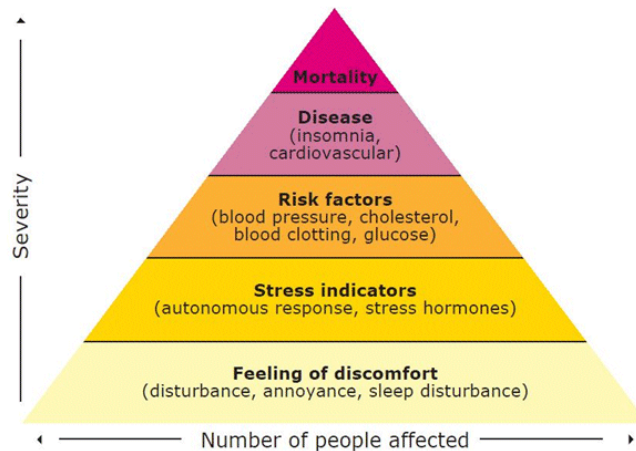 Mortality
Disease
(insomnia,
cardiovascular)
Risk factors
(blood pressure, cholesterol,
blood clotting, glucose)
Stress indicators
(autonomous response, stress hormones)
Feeling of discomfort
(disturbance, annoyance, sleep disturbance)
Severity
Number of people affected